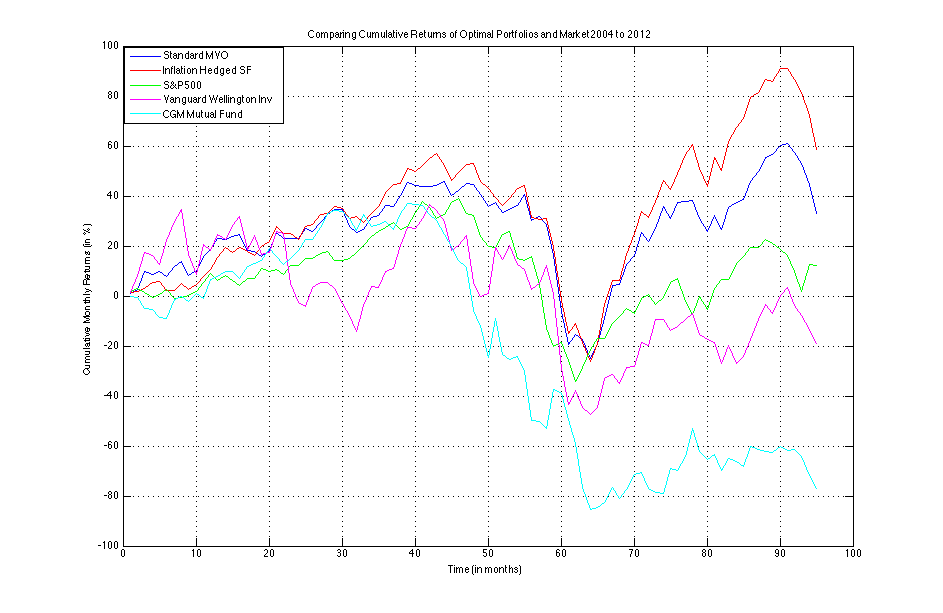 Comparing Cumulative Returns of Optimal Portfolios and Market 2004 to 2012
Standard MVO
Inflation Hedged SF
S&P500
Yanguard Wellington Inv
CGM Mutual Fund
100
80
60
40
20
0
-20
-40
-60
-80
-100
Cumulative Monthly Returns (in %)
0 10 20 30 40 50 60 70 80 90 100
Time (in months)